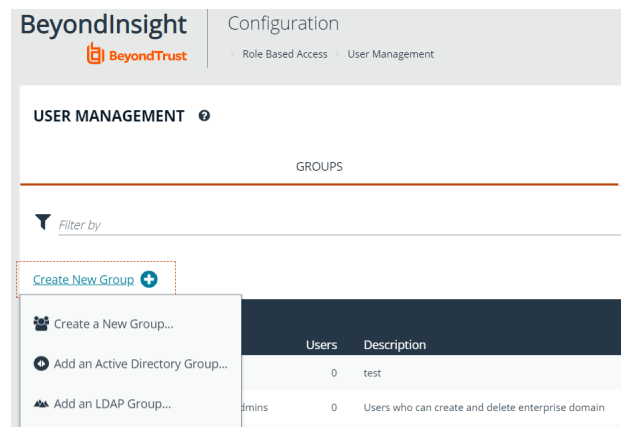 BeyondInsight
BeyondTrust
Configuration
Role Based Access
User Management
USER MANAGEMENT
GROUPS
Filter by
Create New Group
Create a New Group...
Add an Active Directory Group...
Add an LDAP Group...
Users Description
0 test
dmins 0 Users who can create and delete enterprise domain